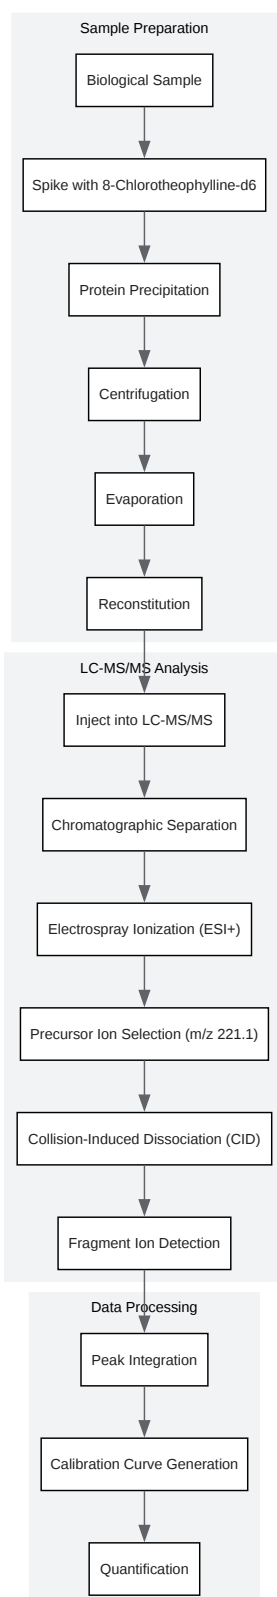 Sample Preparation
Biological Sample
Spike with 8-Chlorotheophylline-d6
Protein Precipitation
Centrifugation
Evaporation
Reconstitution
LC-MS/MS Analysis
Inject into LC-MS/MS
Chromatographic Separation
Electrospray Ionization (ESI+)
Precursor Ion Selection (m/z 221.1)
Collision-Induced Dissociation (CID)
Fragment Ion Detection
Data Processing
Peak Integration
Calibration Curve Generation
Quantification